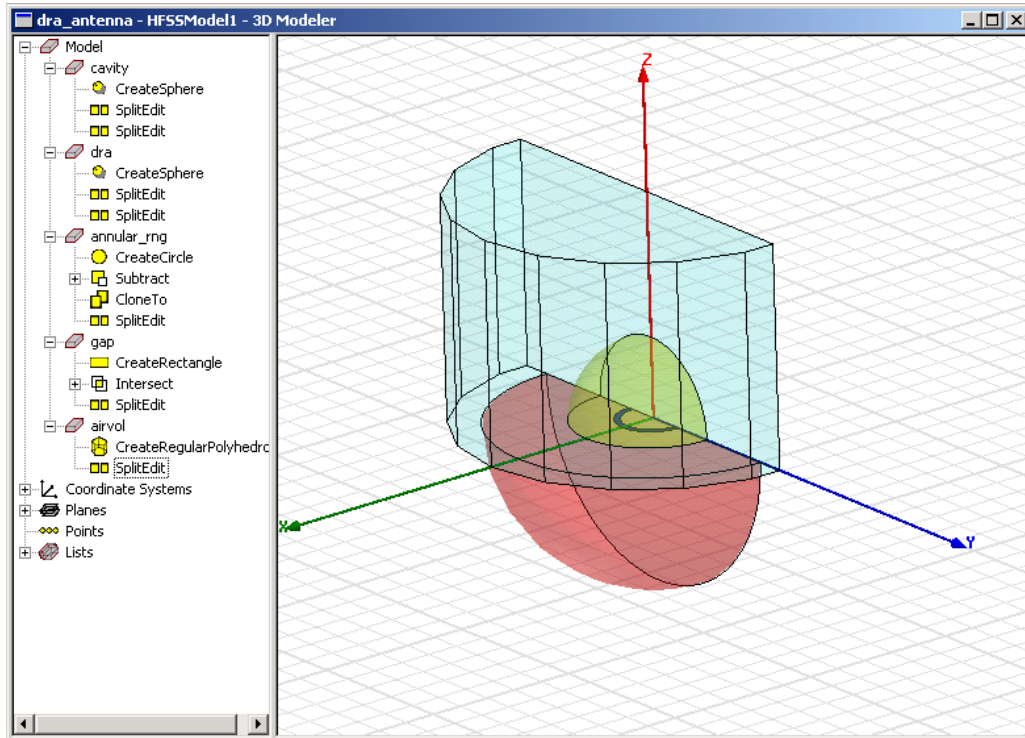 dra_antenna - HFSSModel1 - 3D Modeler
Model
cavity
CreateSphere
SplitEdit
SplitEdit
dra
CreateSphere
SplitEdit
SplitEdit
annular_rng
CreateCircle
Subtract
CloneTo
SplitEdit
gap
CreateRectangle
Intersect
SplitEdit
airvol
CreateRegularPolyhedrc
SplitEdit
Coordinate Systems
Planes
Points
Lists
Z
X
Y